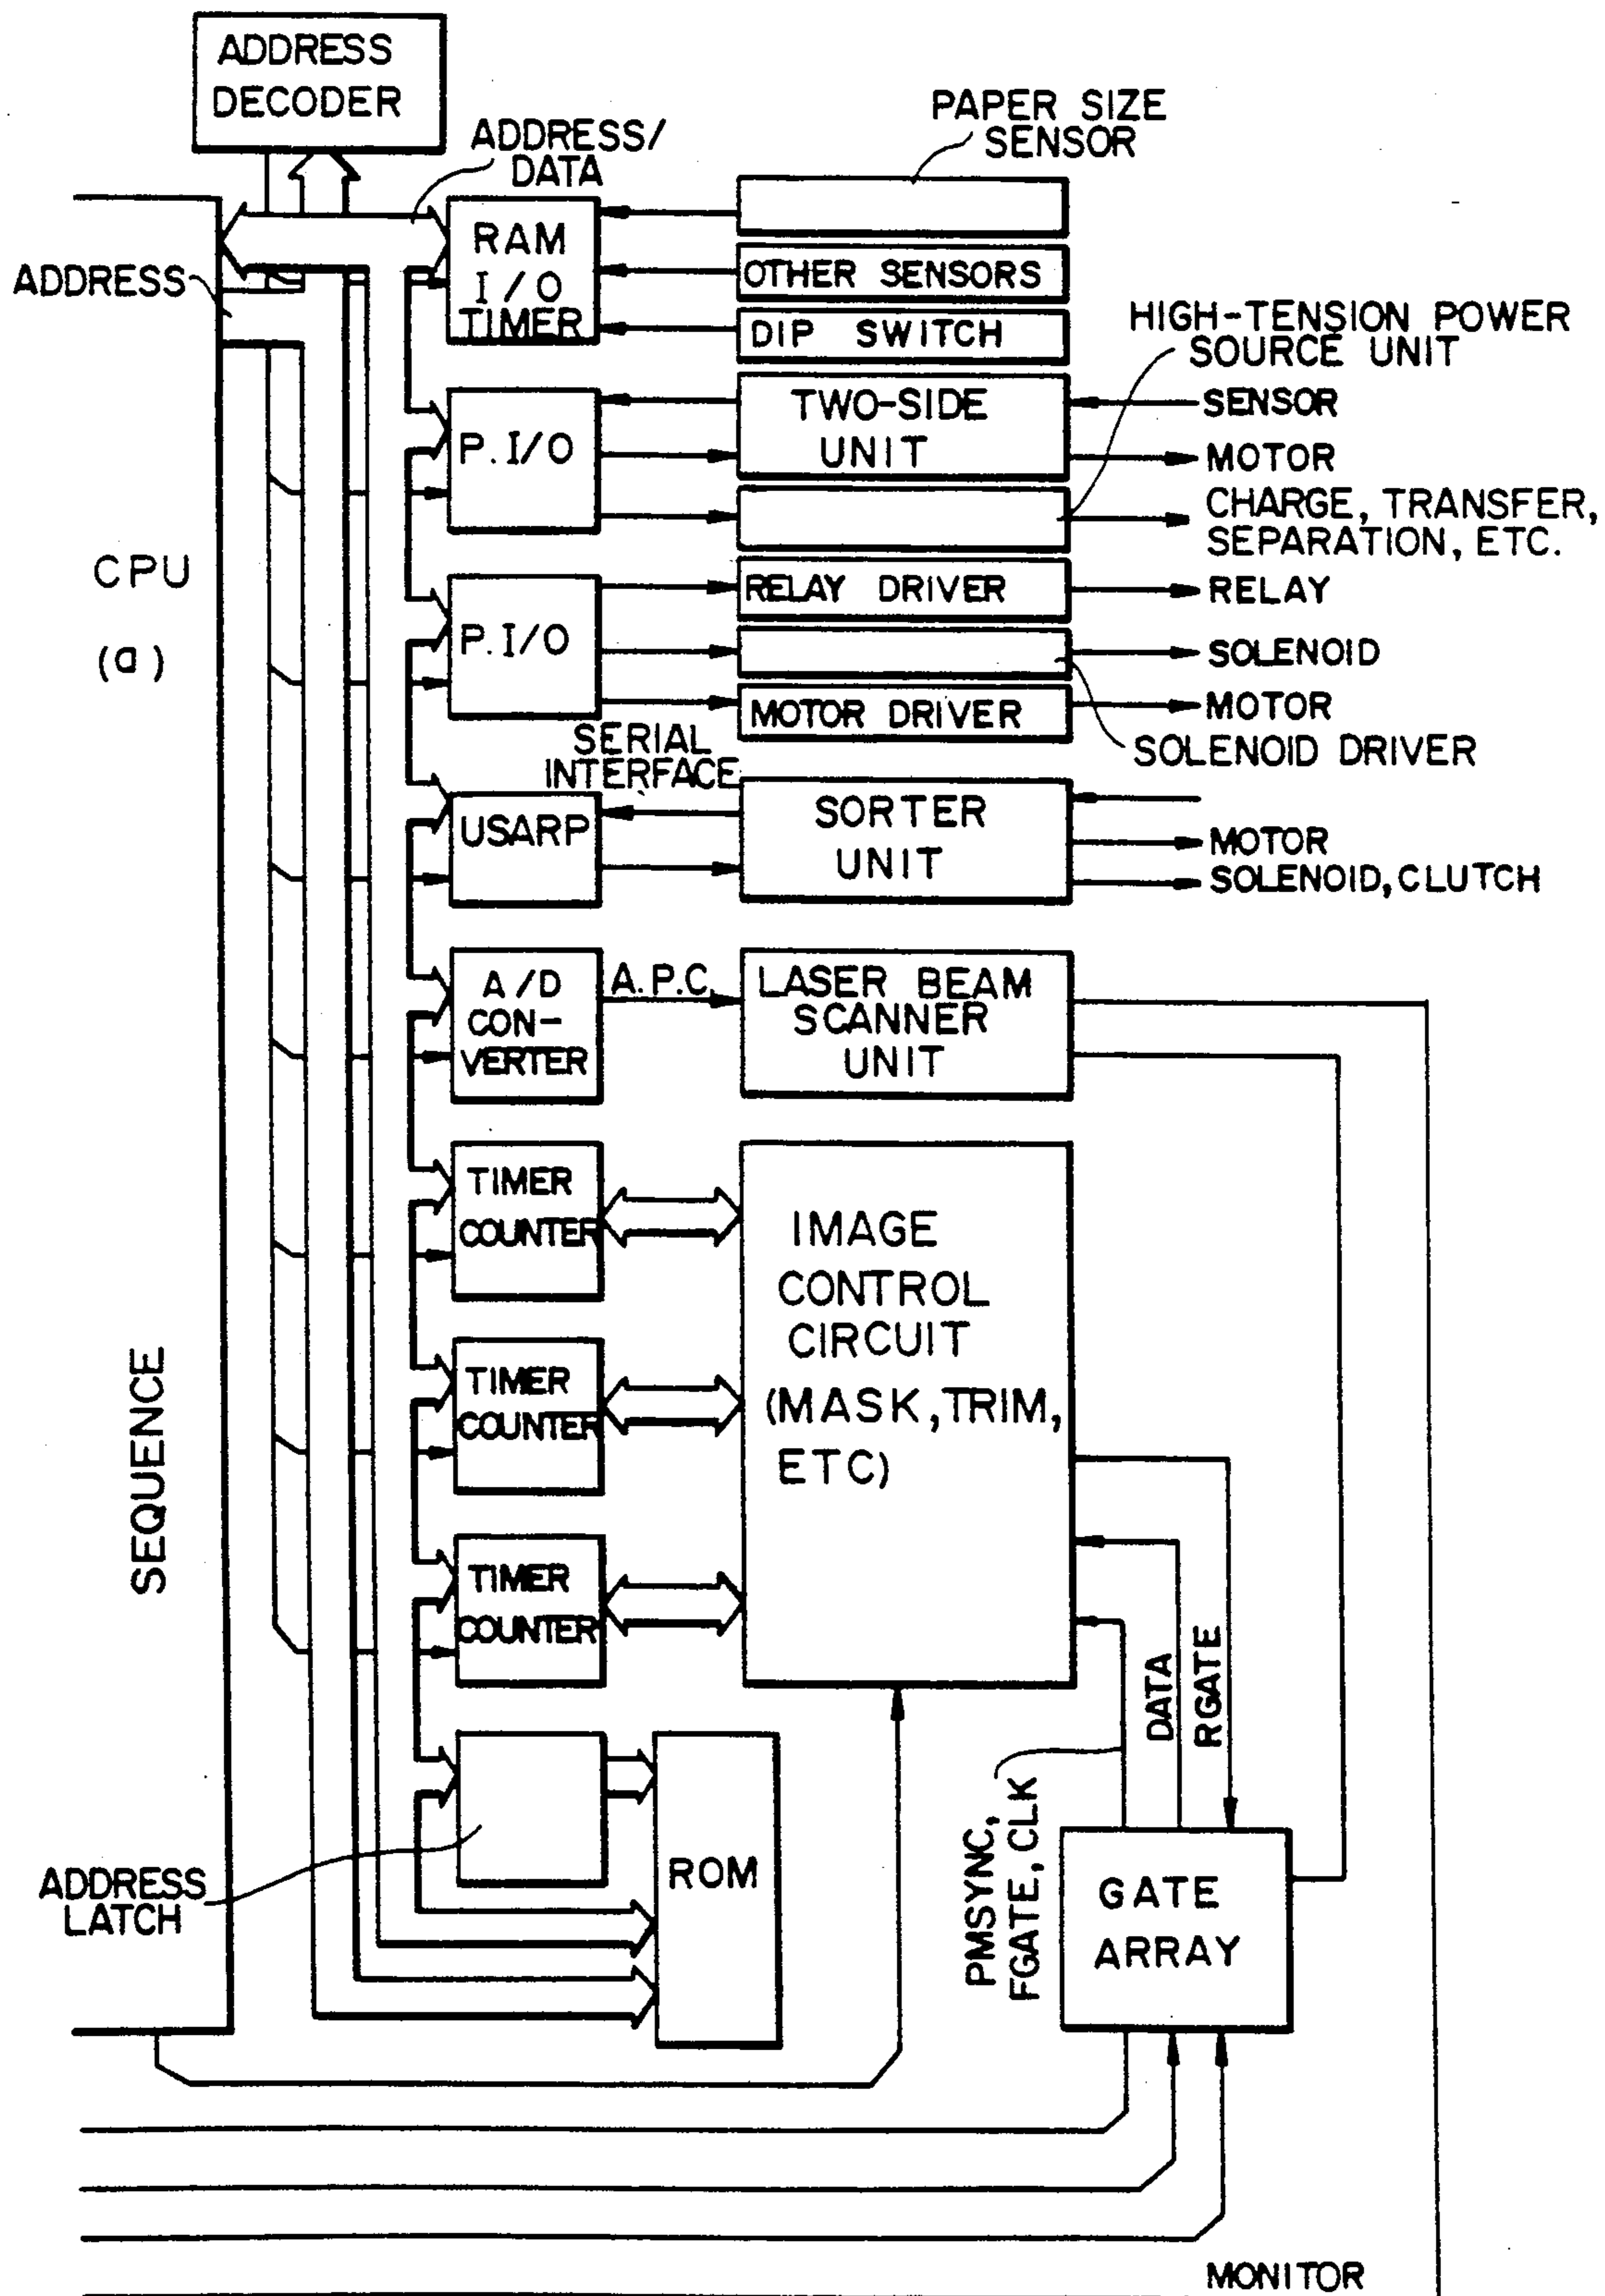 ADDRESS
DECODER
ADDRESS/
DATA
PAPER SIZE
SENSOR
ADDRESS
RAM
I/O
TIMER
OTHER SENSORS
DIP SWITCH
HIGH-TENSION POWER
SOURCE UNIT
P. I/O
TWO-SIDE
UNIT
SENSOR
MOTOR
CHARGE, TRANSFER,
SEPARATION, ETC.
CPU
(a)
P. I/O
RELAY DRIVER
RELAY
SOLENOID
MOTOR DRIVER
MOTOR
SOLENOID DRIVER
SERIAL
INTERFACE
USARP
SORTER
UNIT
MOTOR
SOLENOID, CLUTCH
A/D
CON-
VERTER
A.P.C.
LASER BEAM
SCANNER
UNIT
TIMER
COUNTER
IMAGE
CONTROL
CIRCUIT
(MASK, TRIM,
ETC)
SEQUENCE
TIMER
COUNTER
TIMER
COUNTER
DATA
RGATE
PMSYNC,
FGATE, CLK
ADDRESS
LATCH
ROM
GATE
ARRAY
MONITOR